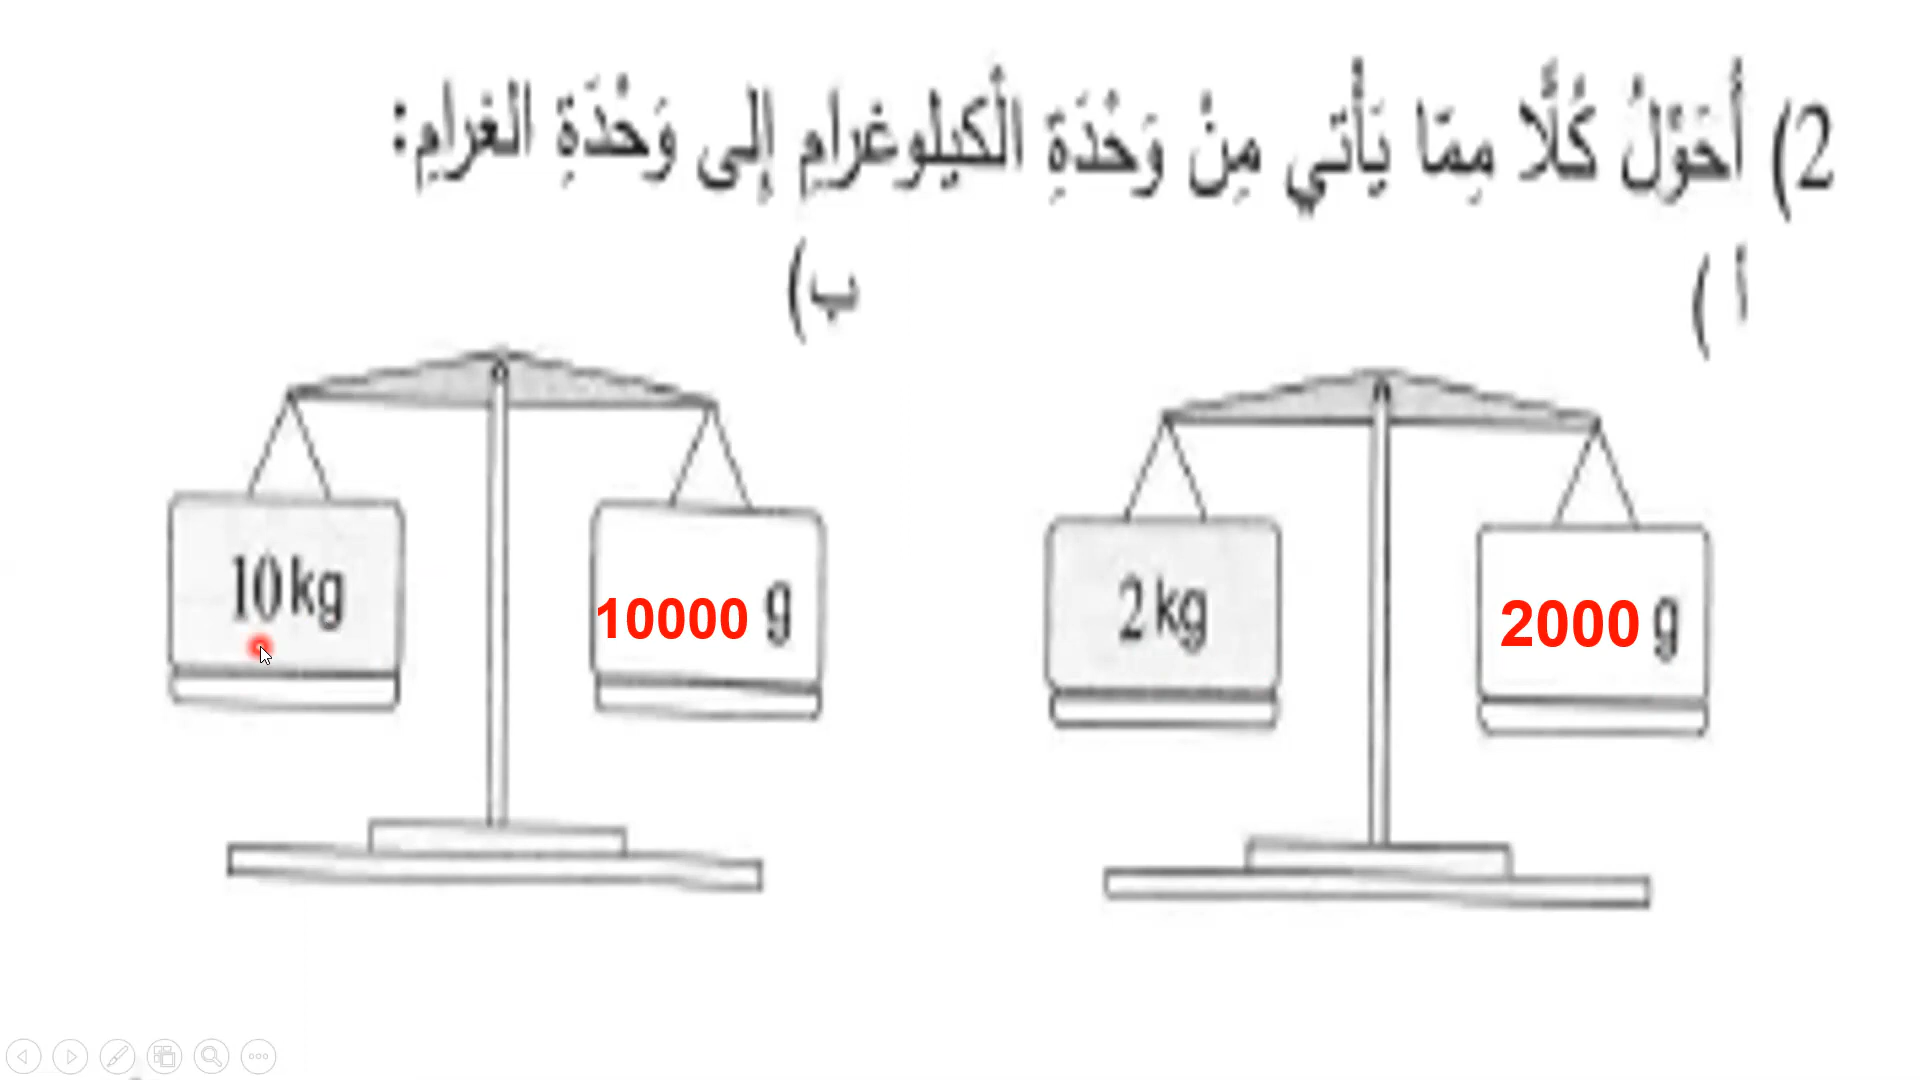 2) أُحَوِّلُ كُلًّا مِمّا يَأْتي مِنْ وَحْدَةِ الْكيلوغرامِ إِلى وَحْدَةِ الغرامِ:
أ ) ب)
2 kg 2000 g
10 kg 10000 g